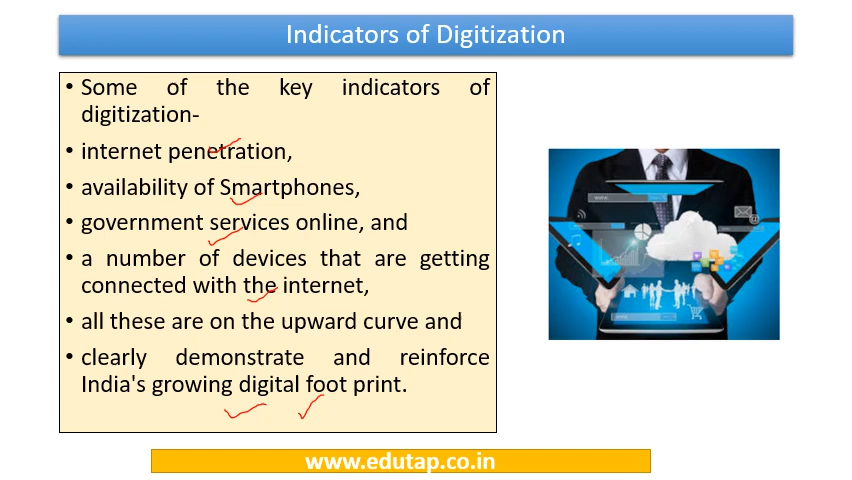 Indicators of Digitization
• Some of the key indicators of
digitization-
• internet penetration,
• availability of Smartphones,
• government services online, and
• a number of devices that are getting
connected with the internet,
• all these are on the upward curve and
• clearly demonstrate and reinforce
India's growing digital foot print.
www.edutap.co.in